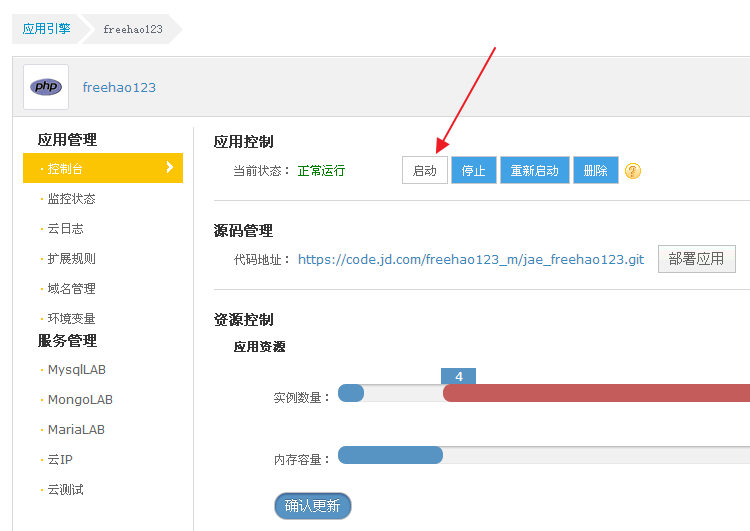 应用引擎 freehao123
php freehao123
应用管理
· 控制台
· 监控状态
· 云日志
· 扩展规则
· 域名管理
· 环境变量
服务管理
· MysqlLAB
· MongoLAB
· MariaLAB
· 云IP
· 云测试
应用控制
当前状态： 正常运行 启动 停止 重新启动 删除 ?
源码管理
代码地址： https://code.jd.com/freehao123_m/jae_freehao123.git 部署应用
资源控制
应用资源
4
实例数量：
内存容量：
确认更新